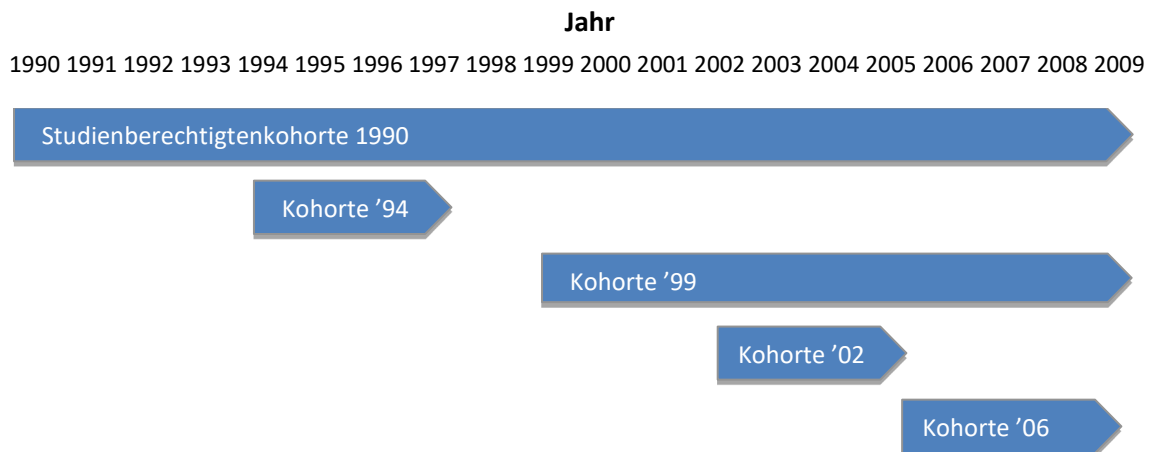 Jahr
1990 1991 1992 1993 1994 1995 1996 1997 1998 1999 2000 2001 2002 2003 2004 2005 2006 2007 2008 2009
Studienberechtigtenkohorte 1990
Kohorte ’94
Kohorte ’99
Kohorte ’02
Kohorte ’06